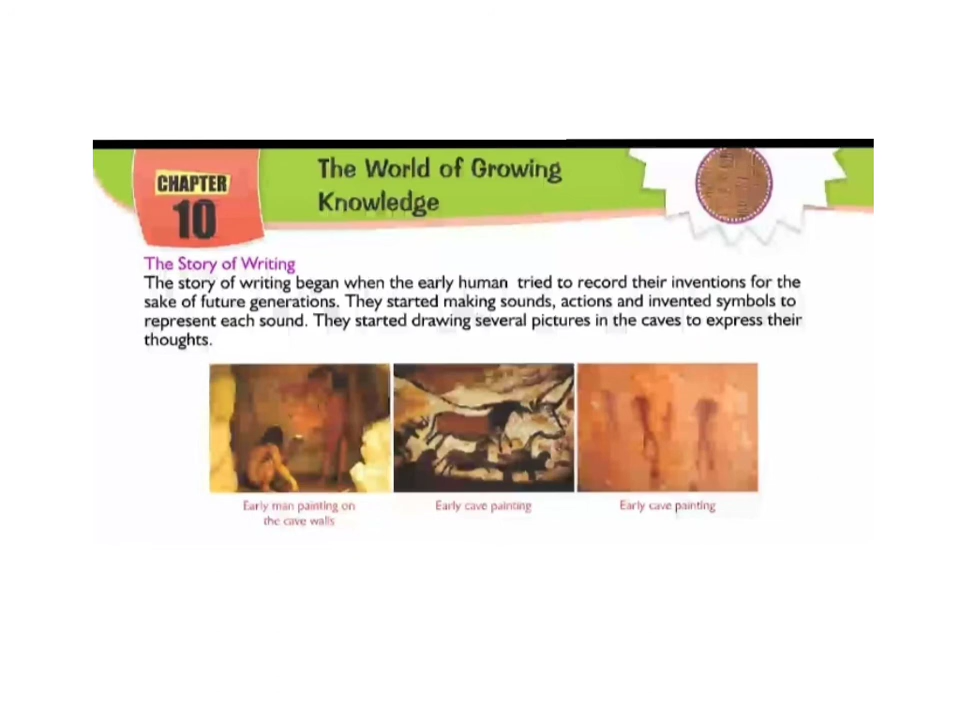 CHAPTER
10
The World of Growing
Knowledge
The Story of Writing
The story of writing began when the early human tried to record their inventions for the
sake of future generations. They started making sounds, actions and invented symbols to
represent each sound. They started drawing several pictures in the caves to express their
thoughts.
Early man painting on
the cave walls
Early cave painting
Early cave painting